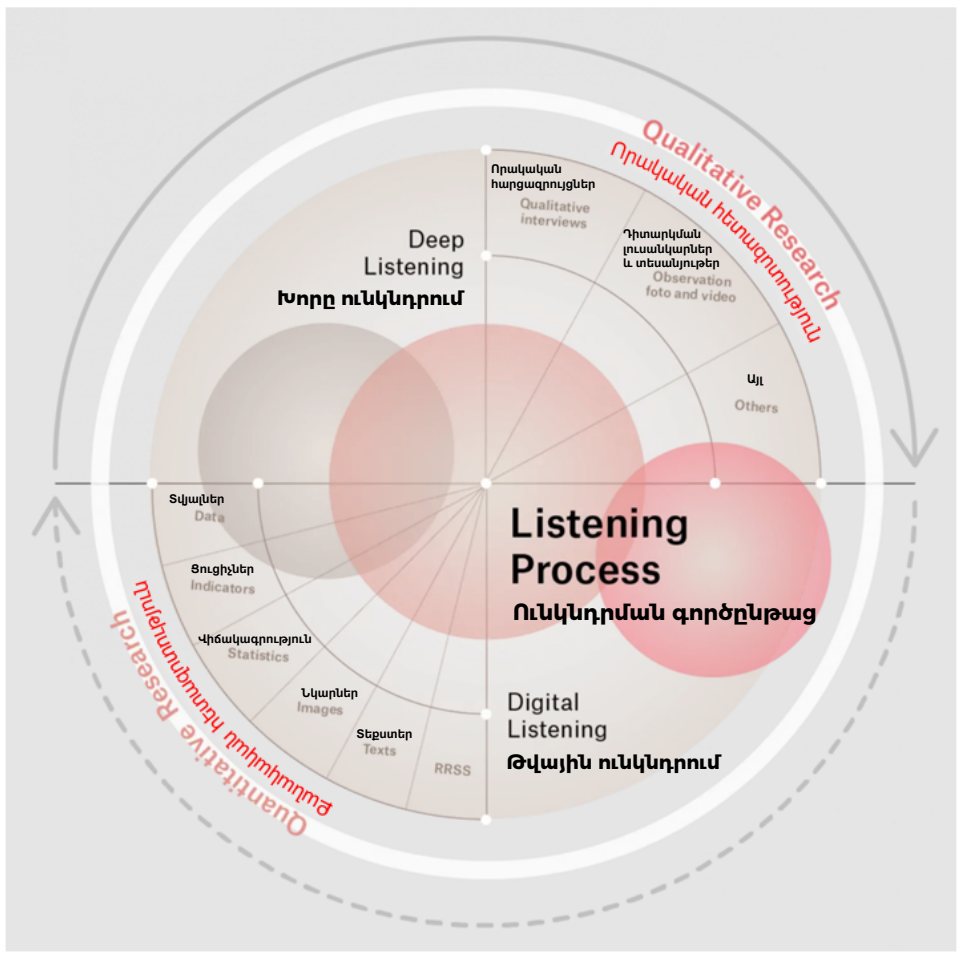 Qualitative Research
Որակական հետազոտություն
Որակական
հարցազրույցներ
Qualitative
interviews
Դիտարկման
լուսանկարներ
և տեսանյութեր
Observation
foto and video
Այլ
Others
Deep
Listening
Խորը ունկնդրում
Listening
Process
Ունկնդրման գործընթաց
Տվյալներ
Data
Ցուցիչներ
Indicators
Վիճակագրություն
Statistics
Նկարներ
Images
Տեքստեր
Texts
RRSS
Digital
Listening
Թվային ունկնդրում
Quantitative Research